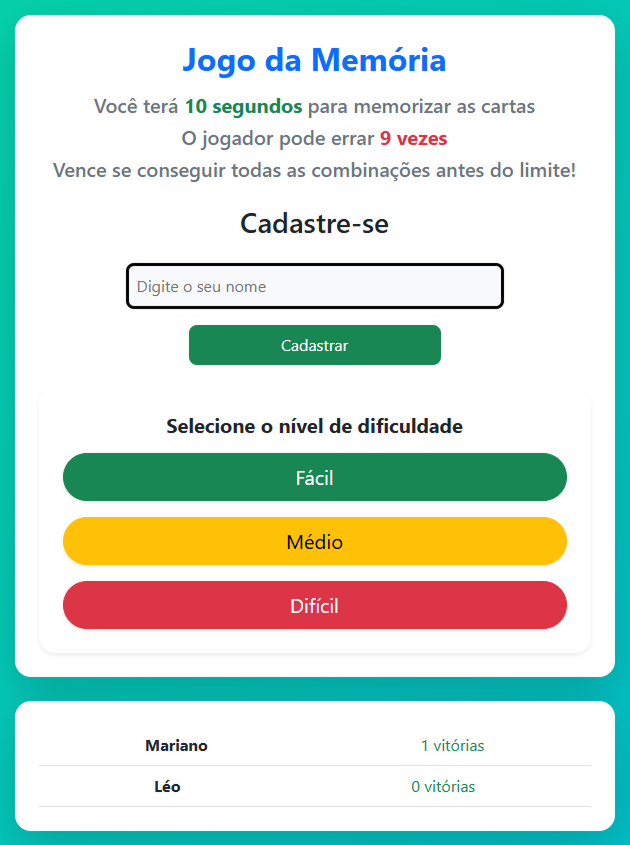 Jogo da Memória
Você terá 10 segundos para memorizar as cartas
O jogador pode errar 9 vezes
Vence se conseguir todas as combinações antes do limite!
Cadastre-se
Digite o seu nome
Cadastrar
Selecione o nível de dificuldade
Fácil
Médio
Difícil
Mariano 1 vitórias
Léo 0 vitórias